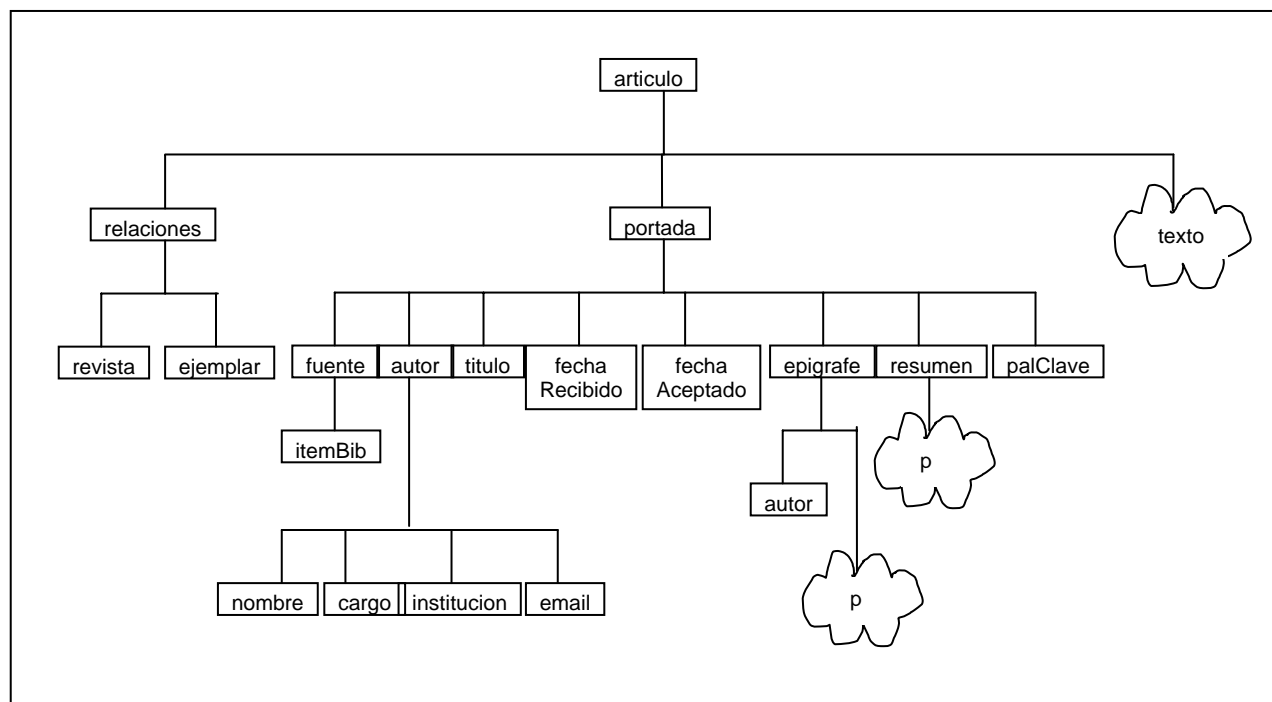 articulo
relaciones
portada
texto
revista
ejemplar
fuente
autor
titulo
fecha
Recibido
fecha
Aceptado
epigrafe
resumen
palClave
itemBib
p
autor
nombre
cargo
institucion
email
p